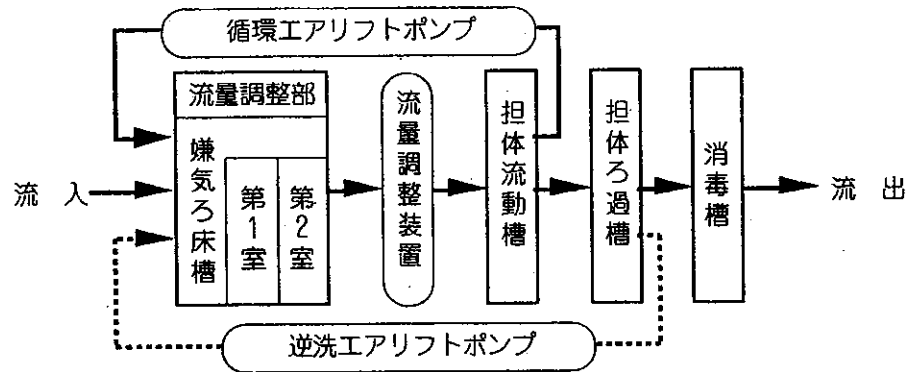 循環エアリフトポンプ
流量調整部
嫌気ろ床槽
第1室
第2室
流量調整装置
担体流動槽
担体ろ過槽
消毒槽
流入
流出
逆洗エアリフトポンプ